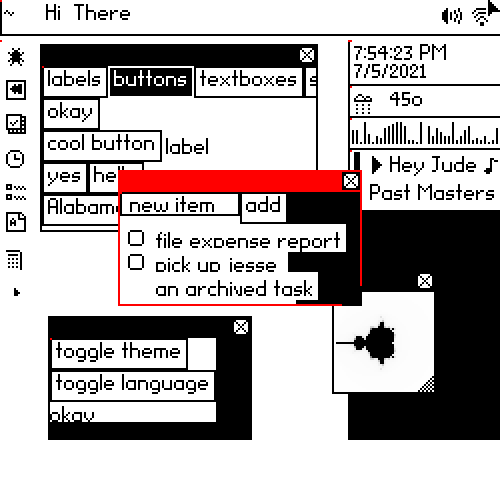 ~ Hi There
labels buttons textboxes s
okay
cool button label
yes
Alabam
7:54:23 PM
7/5/2021
45o
Hey Jude
Past Masters
new item add
file expense report
pick up jesse
an archived task
toggle theme
toggle language
okay